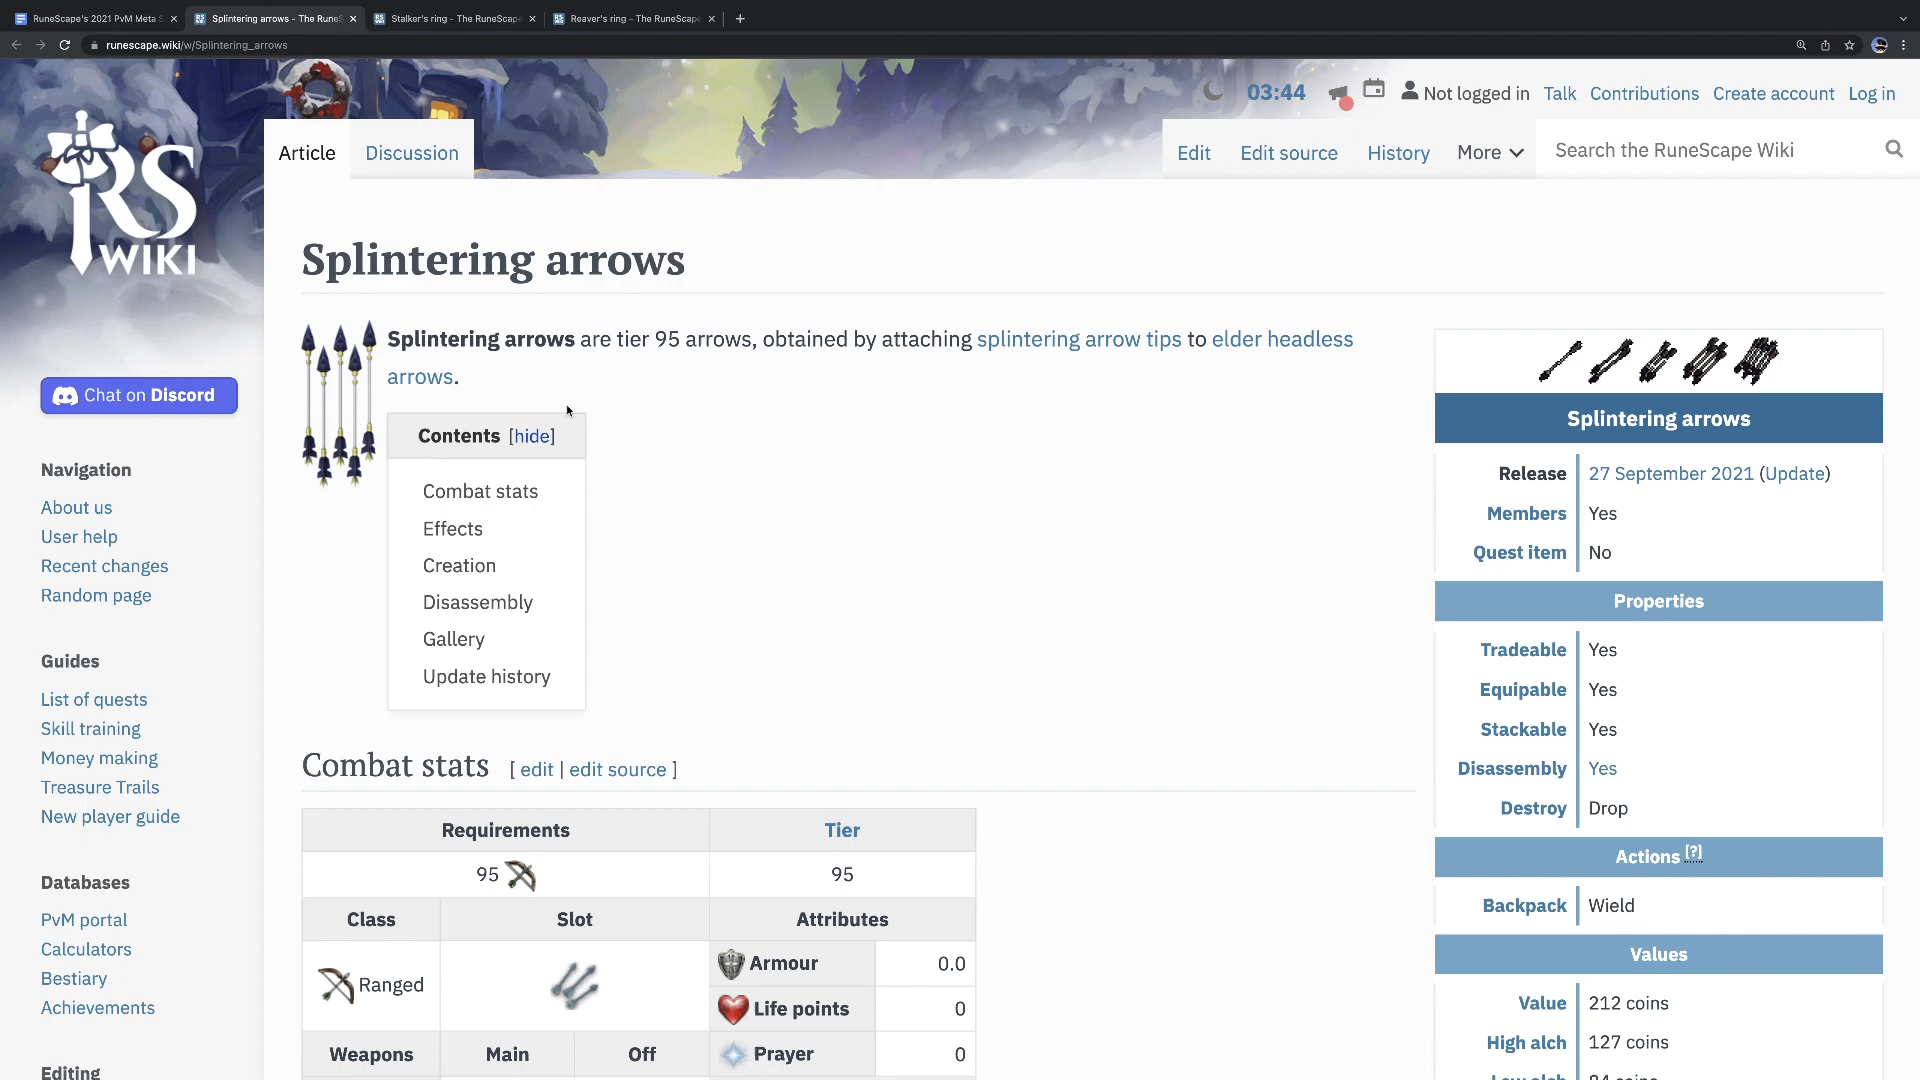 RuneScape's 2021 PvM Meta S
Splintering arrows - The RuneS
Stalker's ring - The RuneScape
Reaver's ring - The RuneScape
runescape.wiki/w/Splintering_arrows
03:44
Not logged in
Talk
Contributions
Create account
Log in
RS
WIKI
Article
Discussion
Edit
Edit source
History
More
Search the RuneScape Wiki
Splintering arrows
Splintering arrows are tier 95 arrows, obtained by attaching splintering arrow tips to elder headless
arrows.
Contents [hide]
Combat stats
Effects
Creation
Disassembly
Gallery
Update history
Combat stats [ edit | edit source ]
Requirements
Tier
95
95
Class
Slot
Attributes
Ranged
Armour
0.0
Life points
0
Weapons
Main
Off
Prayer
0
Chat on Discord
Navigation
About us
User help
Recent changes
Random page
Guides
List of quests
Skill training
Money making
Treasure Trails
New player guide
Databases
PvM portal
Calculators
Bestiary
Achievements
Editing
Splintering arrows
Release 27 September 2021 (Update)
Members Yes
Quest item No
Properties
Tradeable Yes
Equipable Yes
Stackable Yes
Disassembly Yes
Destroy Drop
Actions [?]
Backpack Wield
Values
Value 212 coins
High alch 127 coins